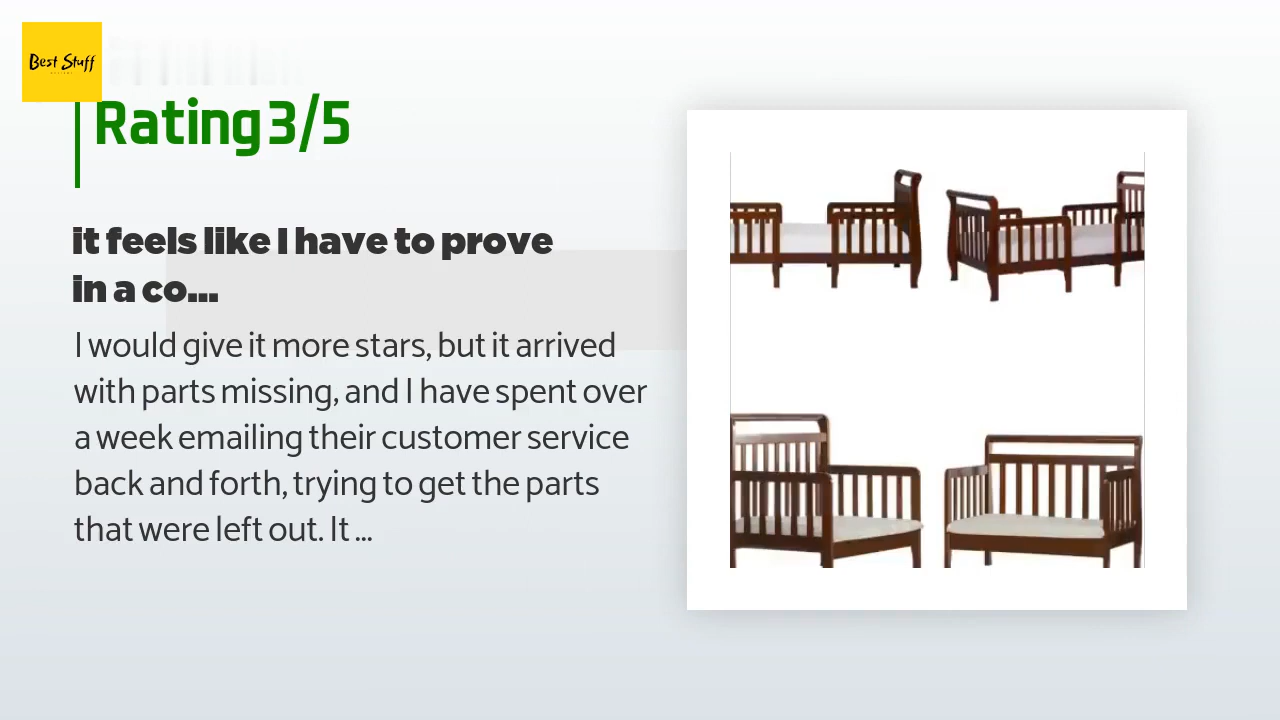 Best Stuff
Rating 3/5
it feels like I have to prove
in a co...
I would give it more stars, but it arrived
with parts missing, and I have spent over
a week emailing their customer service
back and forth, trying to get the parts
that were left out. It ...